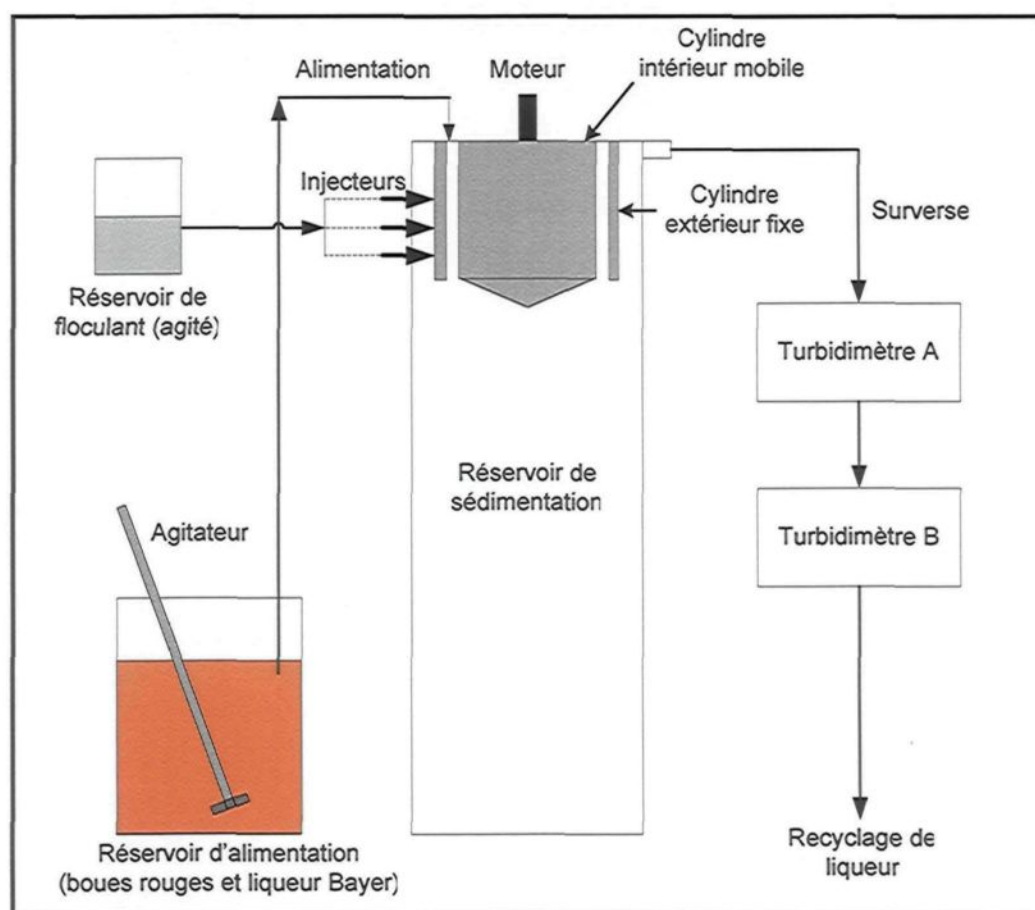 Cylindre
intérieur mobile
Alimentation
Moteur
Injecteurs
Cylindre
extérieur fixe
Surverse
Réservoir de
floculant (agité)
Turbidimètre A
Réservoir de
sédimentation
Agitateur
Turbidimètre B
Réservoir d'alimentation
(boues rouges et liqueur Bayer)
Recyclage de
liqueur